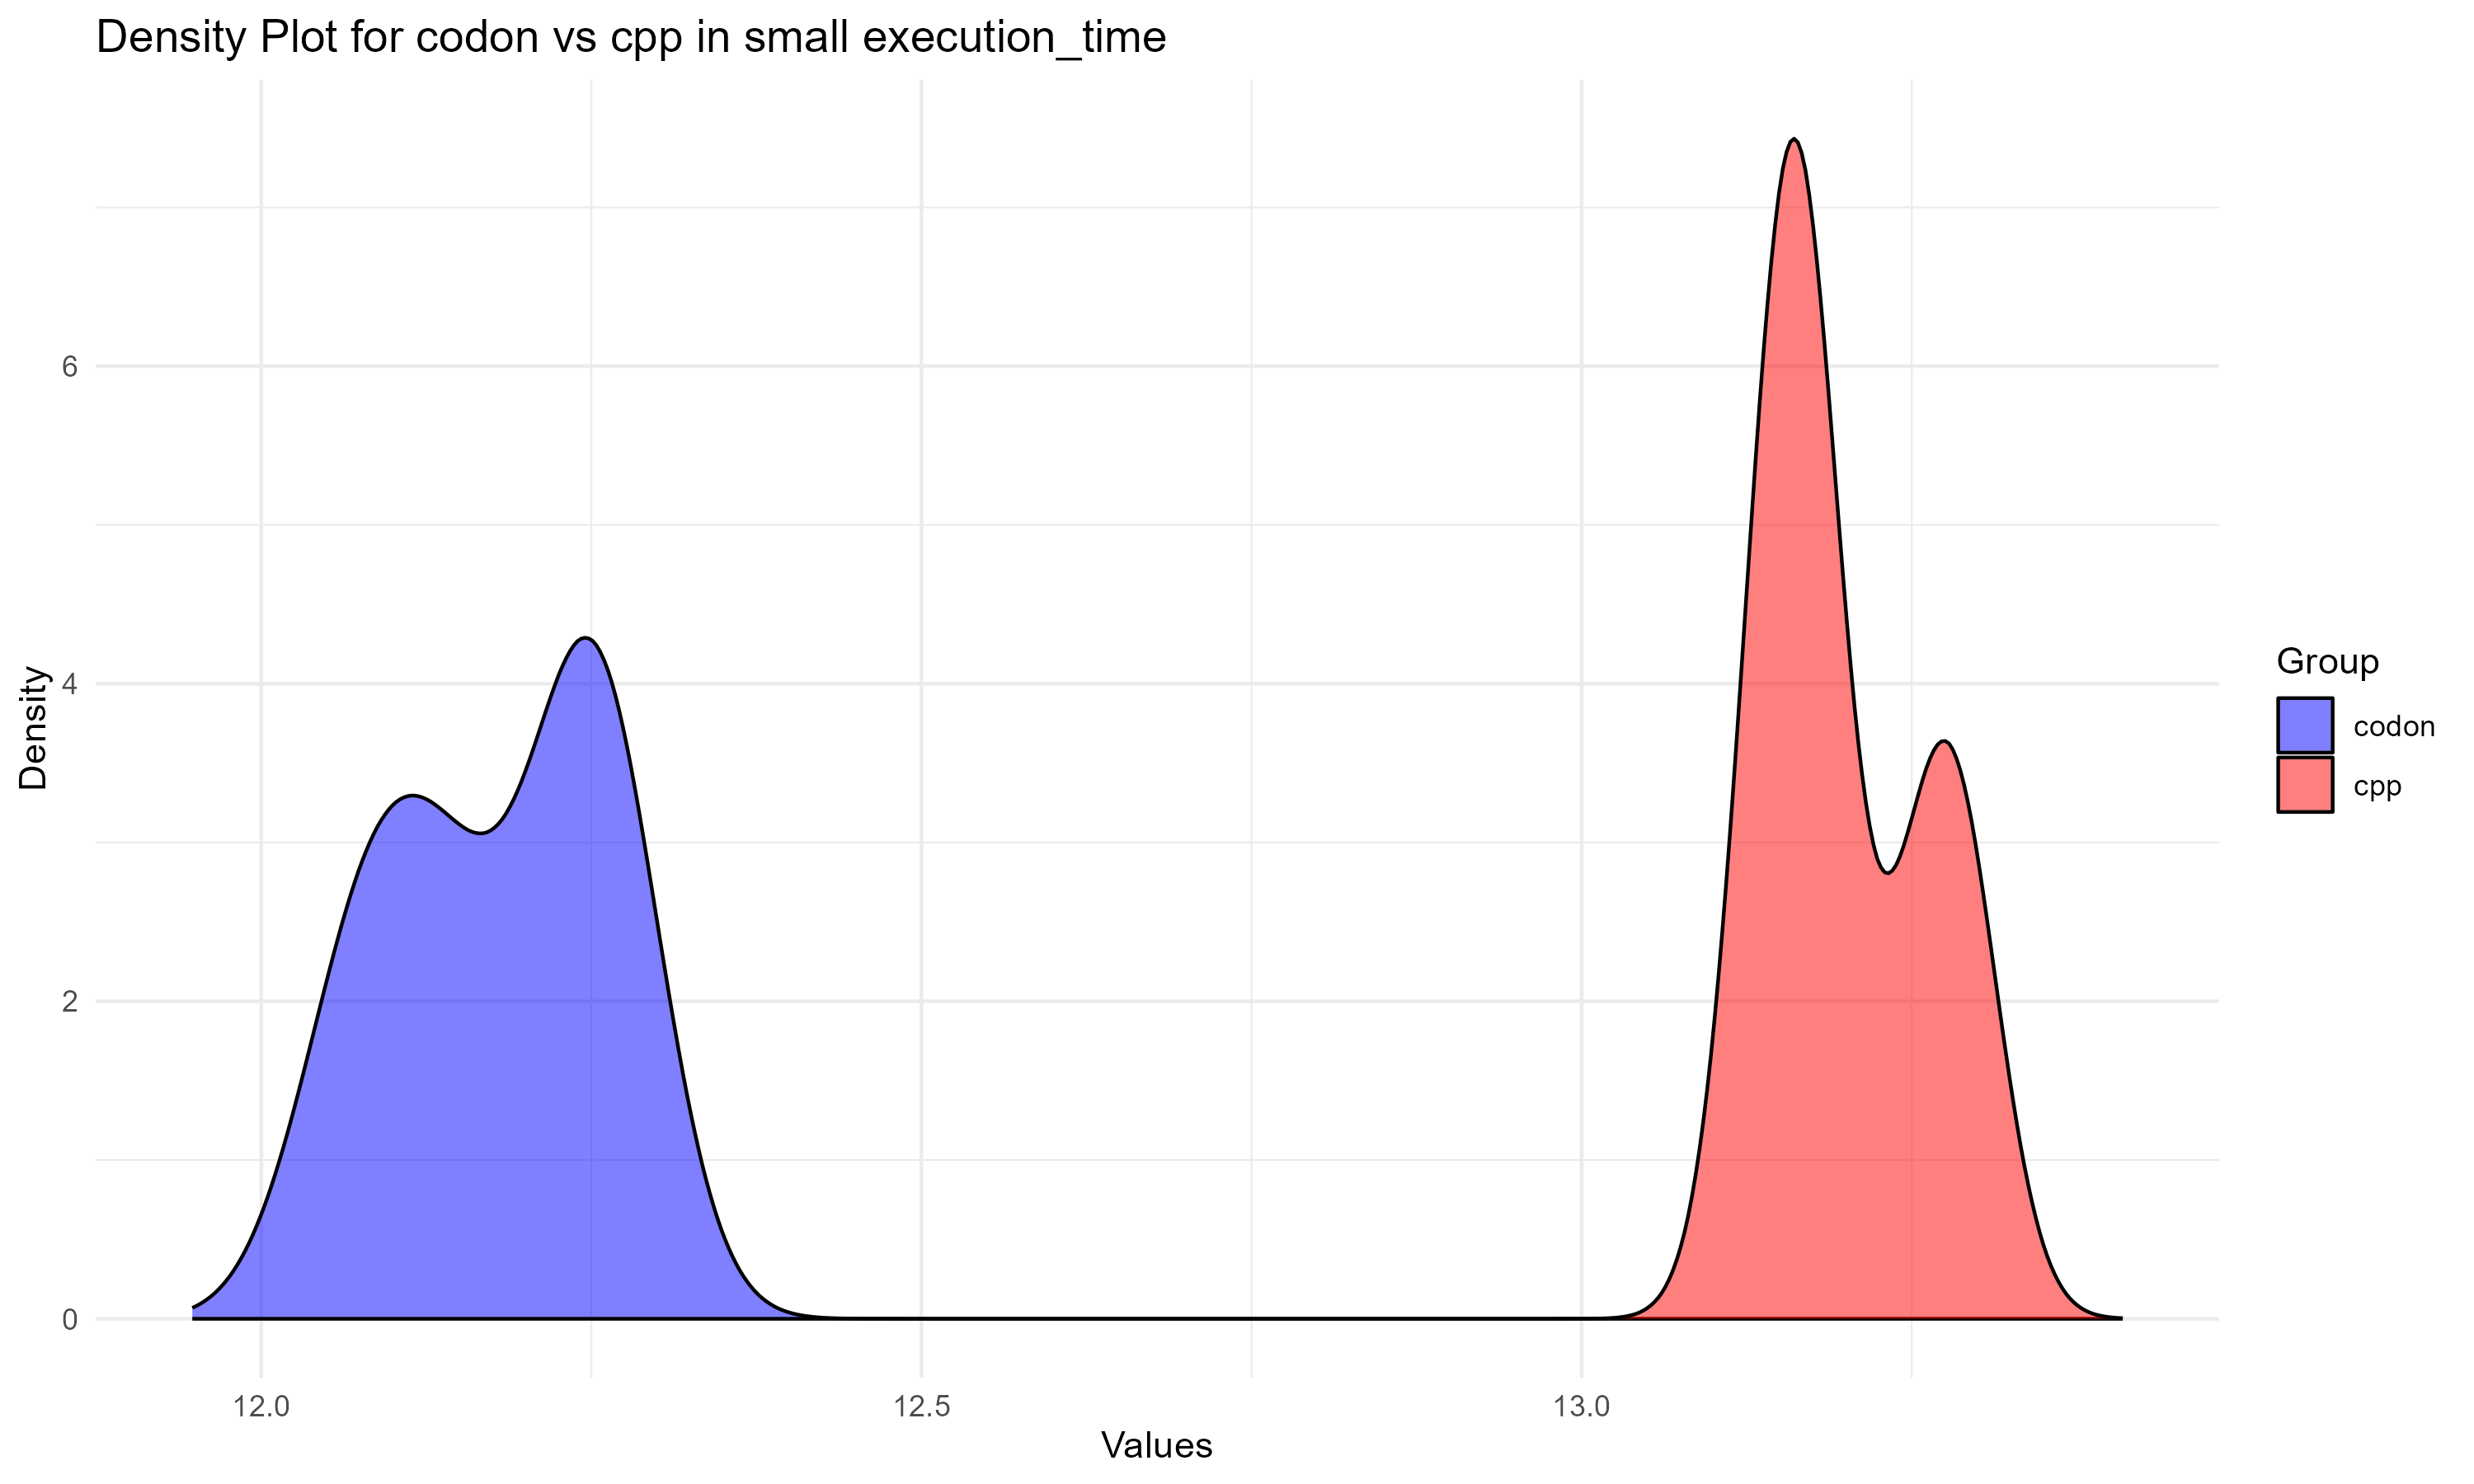 Density Plot for codon vs cpp in small execution_time
Density
6
4
2
0
12.0
12.5
13.0
Values
Group
codon
cpp